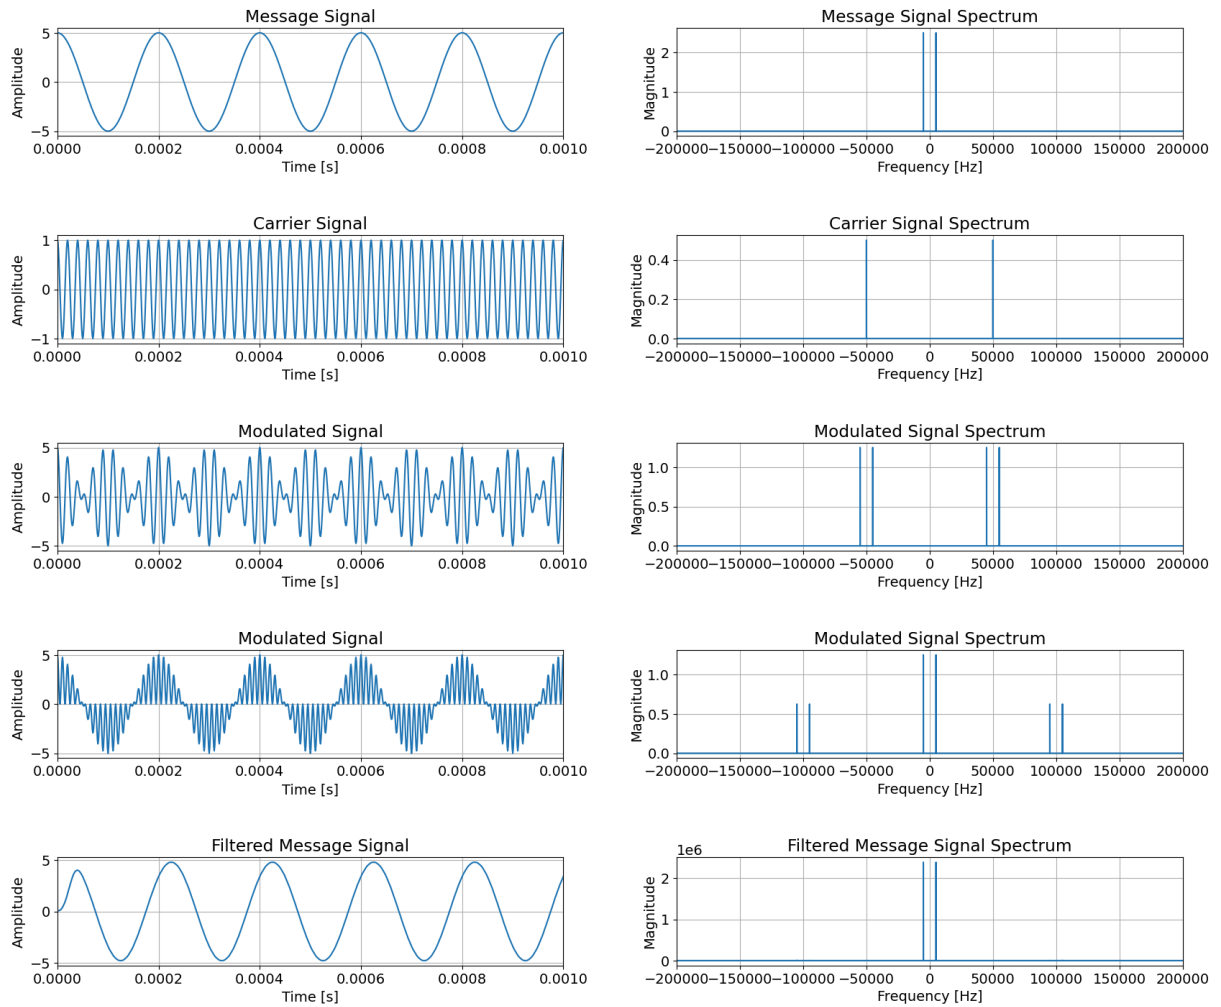 Message Signal
Amplitude
5
0
−5
0.0000 0.0002 0.0004 0.0006 0.0008 0.0010
Time [s]
Message Signal Spectrum
Magnitude
2
1
0
−200000−150000−100000 −50000 0 50000 100000 150000 200000
Frequency [Hz]
Carrier Signal
Amplitude
1
0
−1
0.0000 0.0002 0.0004 0.0006 0.0008 0.0010
Time [s]
Carrier Signal Spectrum
Magnitude
0.4
0.2
0.0
−200000−150000−100000 −50000 0 50000 100000 150000 200000
Frequency [Hz]
Modulated Signal
Amplitude
5
0
−5
0.0000 0.0002 0.0004 0.0006 0.0008 0.0010
Time [s]
Modulated Signal Spectrum
Magnitude
1.0
0.5
0.0
−200000−150000−100000 −50000 0 50000 100000 150000 200000
Frequency [Hz]
Modulated Signal
Amplitude
5
0
−5
0.0000 0.0002 0.0004 0.0006 0.0008 0.0010
Time [s]
Modulated Signal Spectrum
Magnitude
1.0
0.5
0.0
−200000−150000−100000 −50000 0 50000 100000 150000 200000
Frequency [Hz]
Filtered Message Signal
Amplitude
5
0
−5
0.0000 0.0002 0.0004 0.0006 0.0008 0.0010
Time [s]
Filtered Message Signal Spectrum
1e6
Magnitude
2
1
0
−200000−150000−100000 −50000 0 50000 100000 150000 200000
Frequency [Hz]